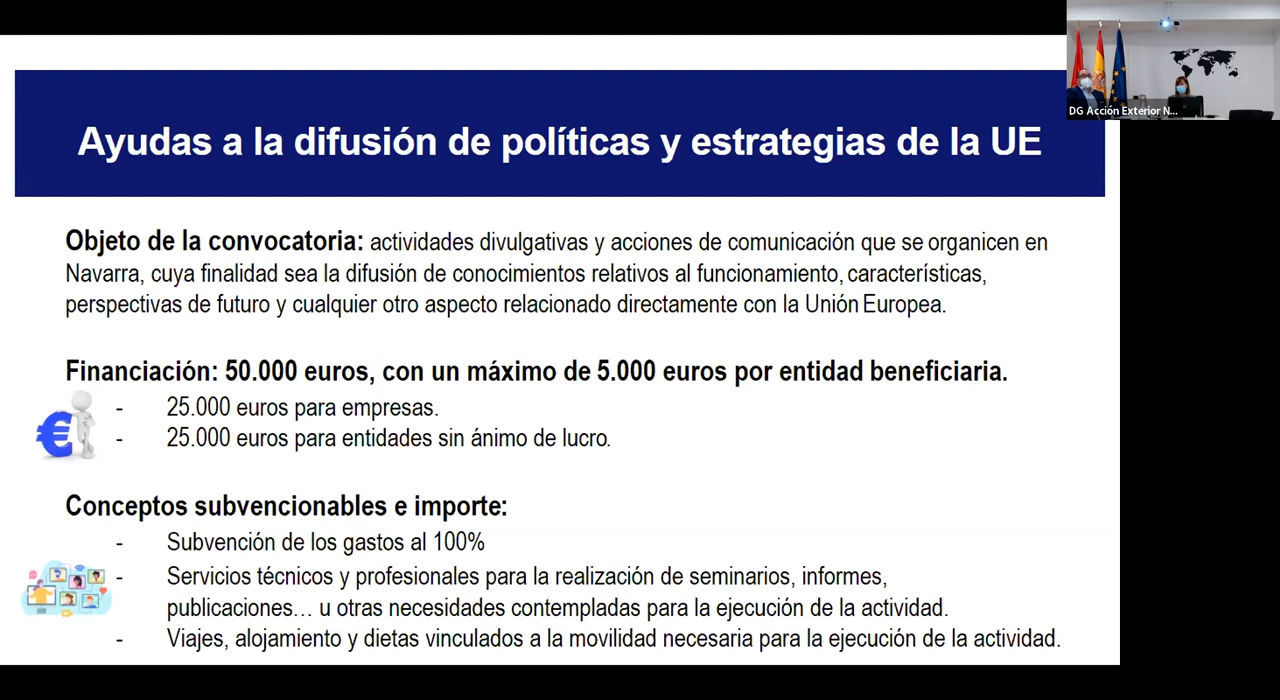 Ayudas a la difusión de políticas y estrategias de la UE
DG Acción Exterior N...
Objeto de la convocatoria: actividades divulgativas y acciones de comunicación que se organicen en
Navarra, cuya finalidad sea la difusión de conocimientos relativos al funcionamiento, características,
perspectivas de futuro y cualquier otro aspecto relacionado directamente con la Unión Europea.
Financiación: 50.000 euros, con un máximo de 5.000 euros por entidad beneficiaria.
- 25.000 euros para empresas.
- 25.000 euros para entidades sin ánimo de lucro.
Conceptos subvencionables e importe:
- Subvención de los gastos al 100%
- Servicios técnicos y profesionales para la realización de seminarios, informes,
publicaciones… u otras necesidades contempladas para la ejecución de la actividad.
- Viajes, alojamiento y dietas vinculados a la movilidad necesaria para la ejecución de la actividad.